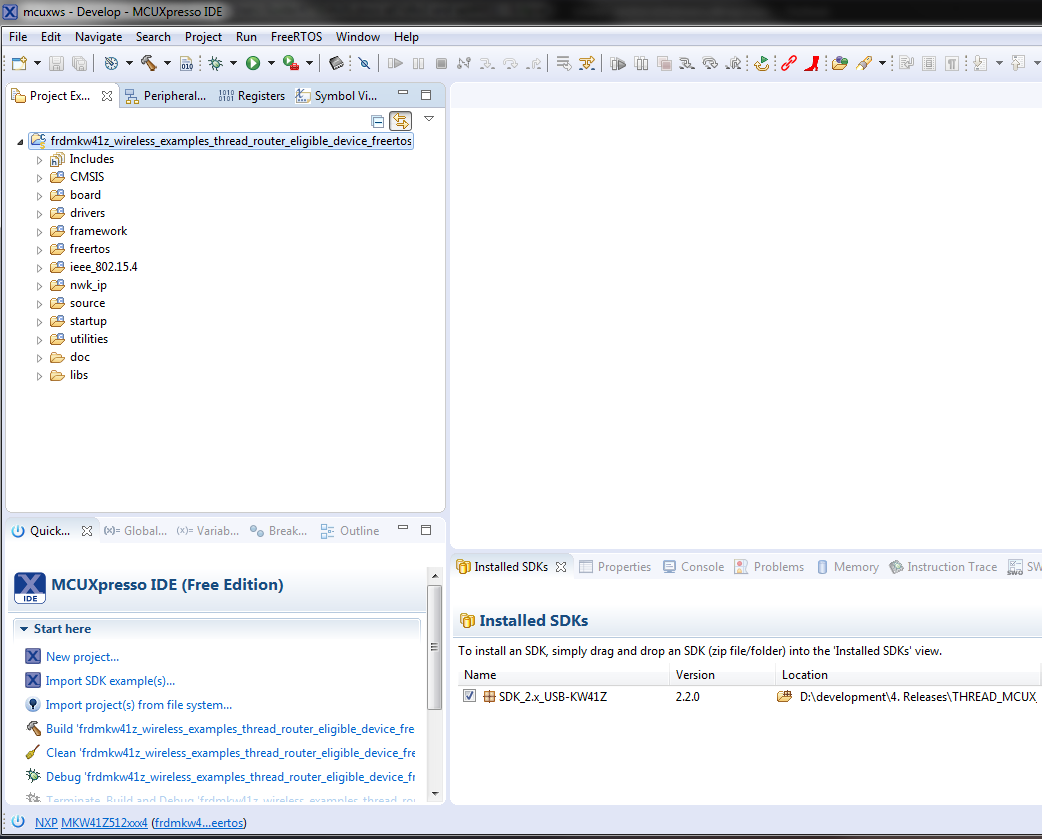 mcuxws - Develop - MCUXpresso IDE
File Edit Navigate Search Project Run FreeRTOS Window Help
Project Ex... Peripheral... Registers Symbol Vi...
frdmkw41z_wireless_examples_thread_router_eligible_device_freertos
Includes
CMSIS
board
drivers
framework
freertos
ieee_802.15.4
nwk_ip
source
startup
utilities
doc
libs
Quick... (x)= Global... (x)= Variab... Break... Outline
IDE
MCUXpresso IDE (Free Edition)
Start here
New project...
Import SDK example(s)...
Import project(s) from file system...
Build 'frdmkw41z_wireless_examples_thread_router_eligible_device_fre
Clean 'frdmkw41z_wireless_examples_thread_router_eligible_device_fre
Debug 'frdmkw41z_wireless_examples_thread_router_eligible_device_fr
Terminate, Build and Debug 'frdmkw41z_wireless_examples_thread_rou
Installed SDKs Properties Console Problems Memory Instruction Trace SW
Installed SDKs
To install an SDK, simply drag and drop an SDK (zip file/folder) into the 'Installed SDKs' view.
Name Version Location
SDK_2.x_USB-KW41Z 2.2.0 D:\development\4. Releases\THREAD_MCUX
NXP MKW41Z512xxx4 (frdmkw4...eertos)